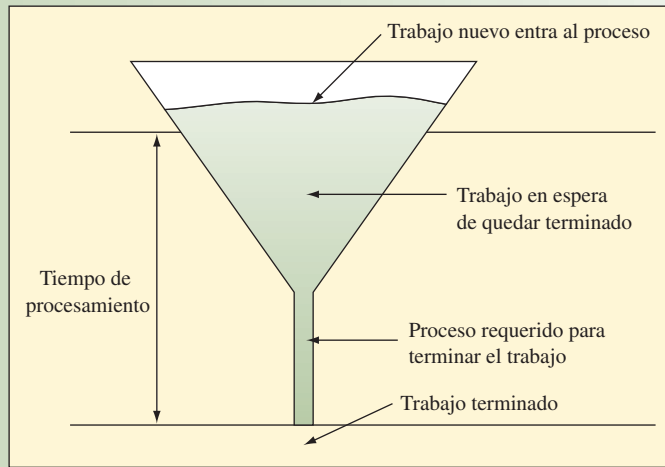 Trabajo nuevo entra al proceso
Trabajo en espera
de quedar terminado
Tiempo de
procesamiento
Proceso requerido para
terminar el trabajo
Trabajo terminado